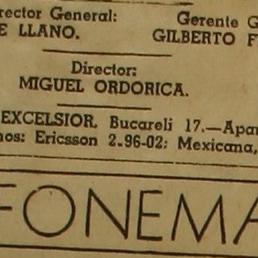 rector General: Gerente G
E LLANO. GILBERTO F
Director:
MIGUEL ORDORICA.
EXCELSIOR. Bucareli 17.—Apar
nos: Ericsson 2-96-02; Mexicana,
FONEMA